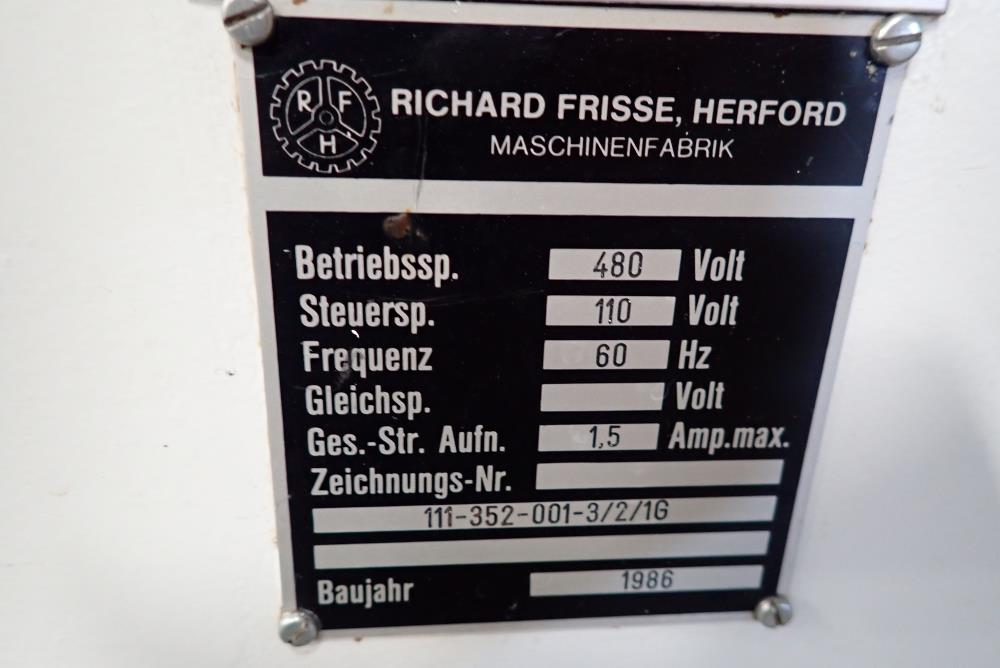 R F H
RICHARD FRISSE, HERFORD
MASCHINENFABRIK
Betriebssp. 480 Volt
Steuersp. 110 Volt
Frequenz 60 Hz
Gleichsp. Volt
Ges.-Str. Aufn. 1,5 Amp.max.
Zeichnungs-Nr.
111-352-001-3/2/1G
Baujahr 1986